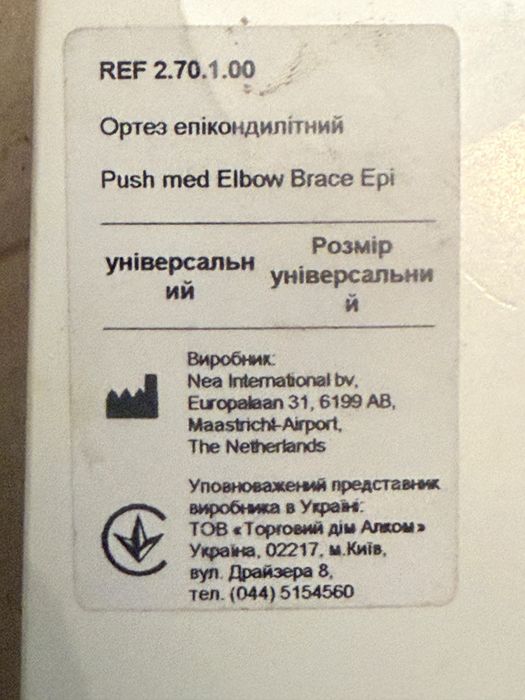 REF 2.70.1.00
Ортез епікондилітний
Push med Elbow Brace Epi
універсальн
ий
Розмір
універсальни
й
Виробник:
Nea International bv,
Europalaan 31, 6199 AB,
Maastricht-Airport,
The Netherlands
Уповноважений представник
виробника в Україні:
ТОВ «Торговий дім Алком»
Україна, 02217, м.Київ,
вул. Драйзера 8,
тел. (044) 5154560